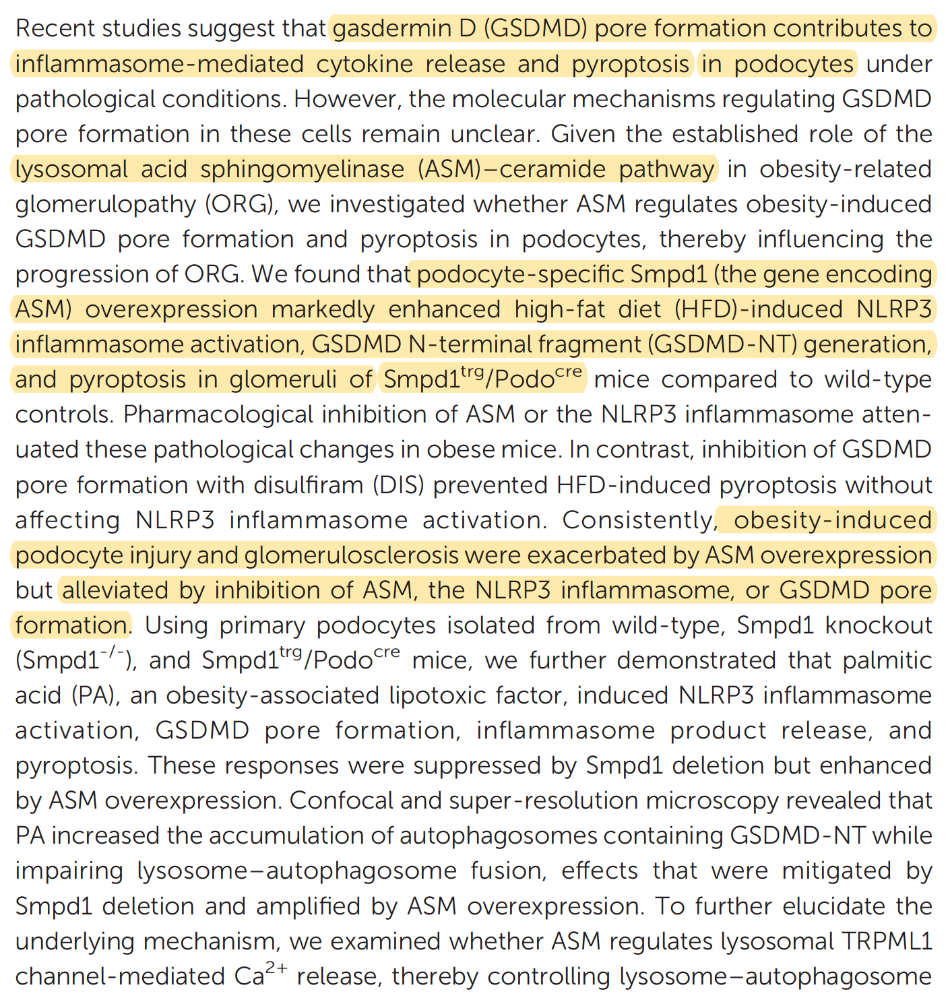 Recent studies suggest that gasdermin D (GSDMD) pore formation contributes to
inflammasome-mediated cytokine release and pyroptosis in podocytes under
pathological conditions. However, the molecular mechanisms regulating GSDMD
pore formation in these cells remain unclear. Given the established role of the
lysosomal acid sphingomyelinase (ASM)–ceramide pathway in obesity-related
glomerulopathy (ORG), we investigated whether ASM regulates obesity-induced
GSDMD pore formation and pyroptosis in podocytes, thereby influencing the
progression of ORG. We found that podocyte-specific Smpd1 (the gene encoding
ASM) overexpression markedly enhanced high-fat diet (HFD)-induced NLRP3
inflammasome activation, GSDMD N-terminal fragment (GSDMD-NT) generation,
and pyroptosis in glomeruli of Smpd1^trg/Podo^cre mice compared to wild-type
controls. Pharmacological inhibition of ASM or the NLRP3 inflammasome atten-
uated these pathological changes in obese mice. In contrast, inhibition of GSDMD
pore formation with disulfiram (DIS) prevented HFD-induced pyroptosis without
affecting NLRP3 inflammasome activation. Consistently, obesity-induced
podocyte injury and glomerulosclerosis were exacerbated by ASM overexpression
but alleviated by inhibition of ASM, the NLRP3 inflammasome, or GSDMD pore
formation. Using primary podocytes isolated from wild-type, Smpd1 knockout
(Smpd1^-/-), and Smpd1^trg/Podo^cre mice, we further demonstrated that palmitic
acid (PA), an obesity-associated lipotoxic factor, induced NLRP3 inflammasome
activation, GSDMD pore formation, inflammasome product release, and
pyroptosis. These responses were suppressed by Smpd1 deletion but enhanced
by ASM overexpression. Confocal and super-resolution microscopy revealed that
PA increased the accumulation of autophagosomes containing GSDMD-NT while
impairing lysosome–autophagosome fusion, effects that were mitigated by
Smpd1 deletion and amplified by ASM overexpression. To further elucidate the
underlying mechanism, we examined whether ASM regulates lysosomal TRPML1
channel-mediated Ca^2+ release, thereby controlling lysosome–autophagosome